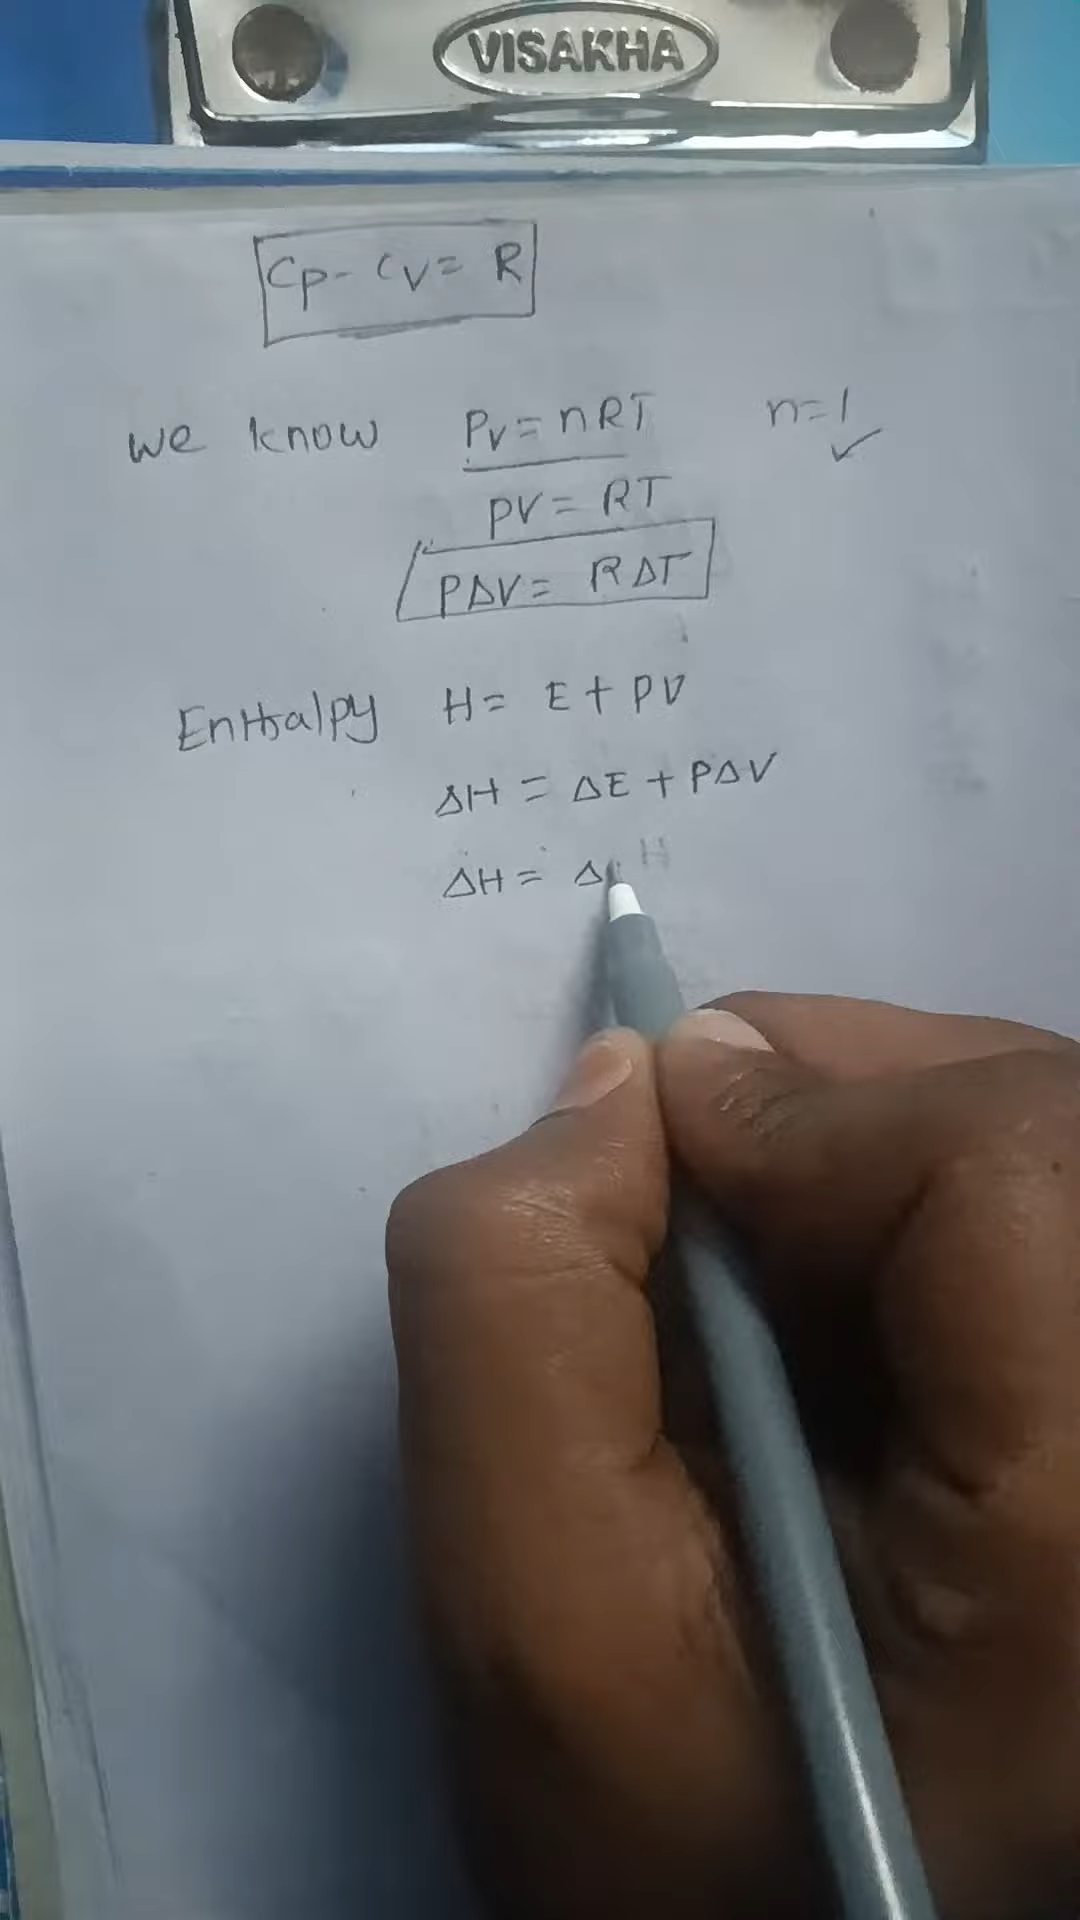 VISAKHA
Cp - Cv = R
we know PV = nRT n=1 ✓
PV = RT
PΔV = RΔT
Enthalpy H = E + PV
ΔH = ΔE + PΔV
ΔH = Δ